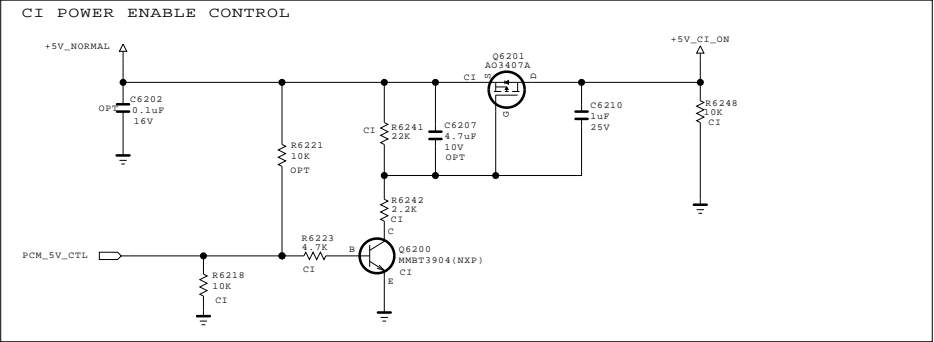 CI POWER ENABLE CONTROL
+5V_NORMAL
+5V_CI_ON
Q6201
AO3407A
CI
S
D
G
C6202
OPT
0.1uF
16V
R6221
10K
OPT
CI
R6241
22K
C6207
4.7uF
10V
OPT
C6210
1uF
25V
R6248
10K
CI
R6242
2.2K
CI
C
PCM_5V_CTL
R6223
4.7K
CI
B
Q6200
MMBT3904(NXP)
CI
E
R6218
10K
CI